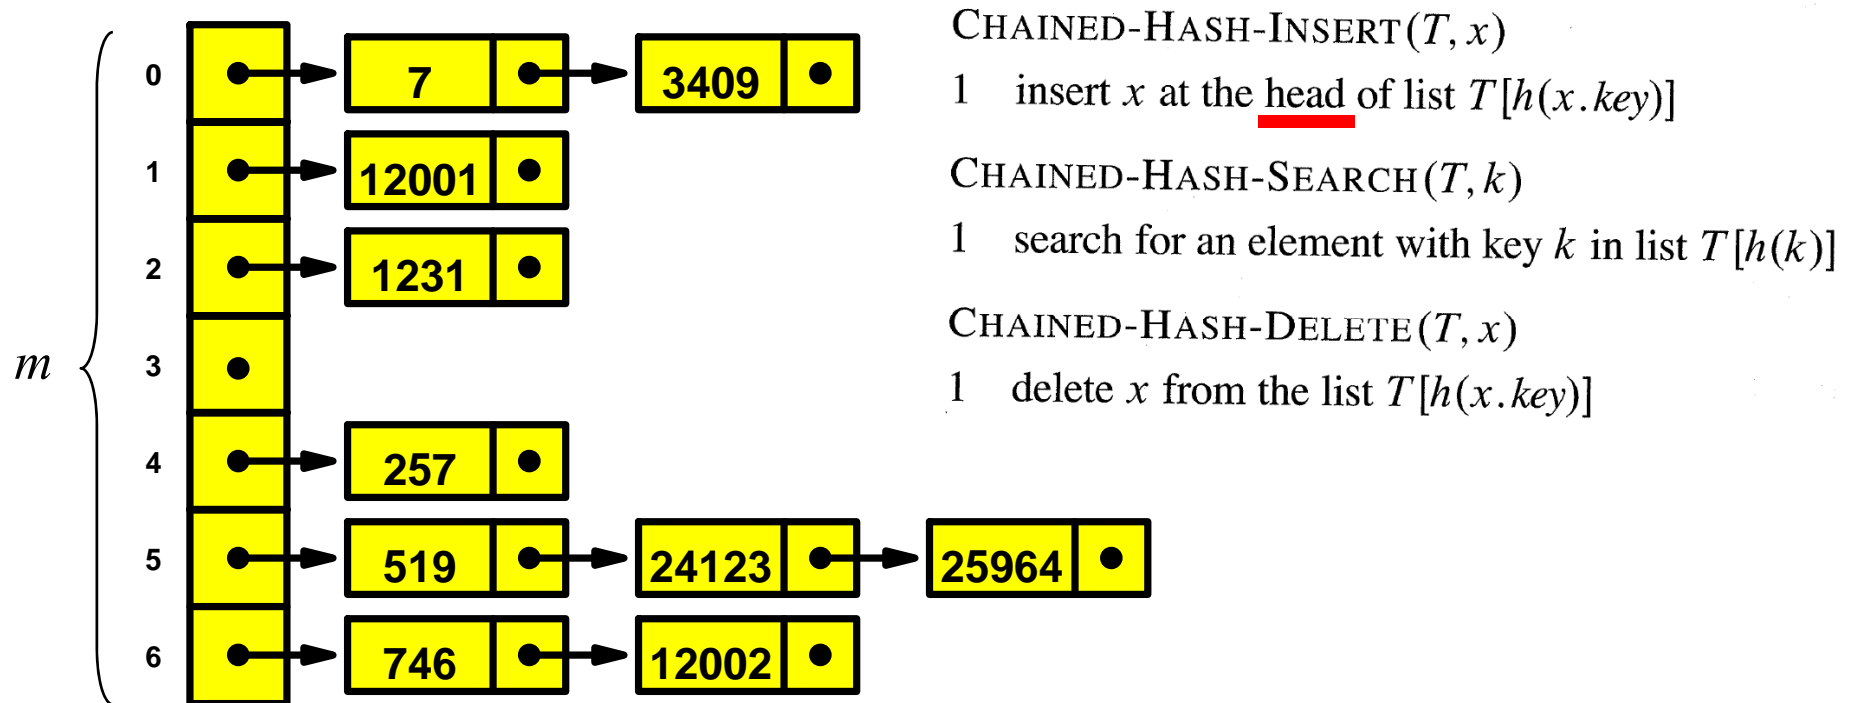 m
0 7 3409
1 12001
2 1231
3
4 257
5 519 24123 25964
6 746 12002
CHAINED-HASH-INSERT(T, x)
1 insert x at the head of list T[h(x.key)]
CHAINED-HASH-SEARCH(T, k)
1 search for an element with key k in list T[h(k)]
CHAINED-HASH-DELETE(T, x)
1 delete x from the list T[h(x.key)]